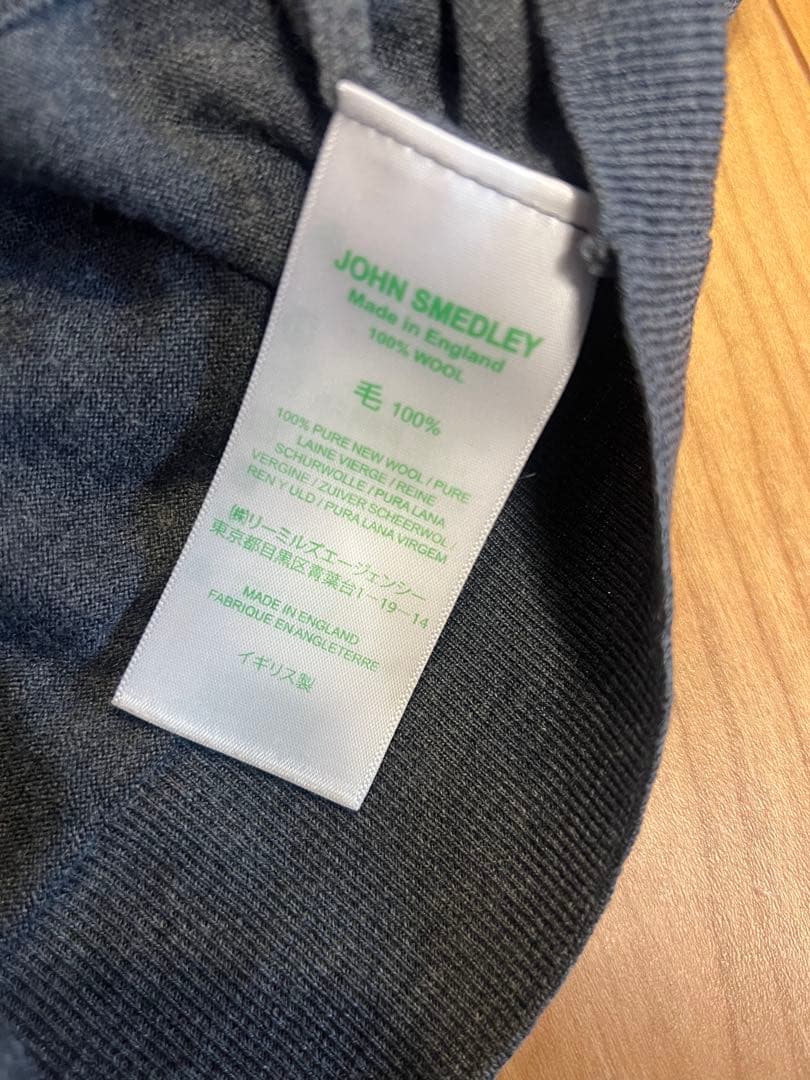 JOHN SMEDLEY
Made in England
100% WOOL
毛 100%
100% PURE NEW WOOL / PURE
LAINE VIERGE / REINE
SCHURWOLLE / PURA LANA
VERGINE / ZUIVER SCHEERWOL /
REN Y ULD / PURA LANA VIRGEM
㈱リーミルズエージェンシー
東京都目黒区青葉台1-19-14
MADE IN ENGLAND
FABRIQUE EN ANGLETERRE
イギリス製